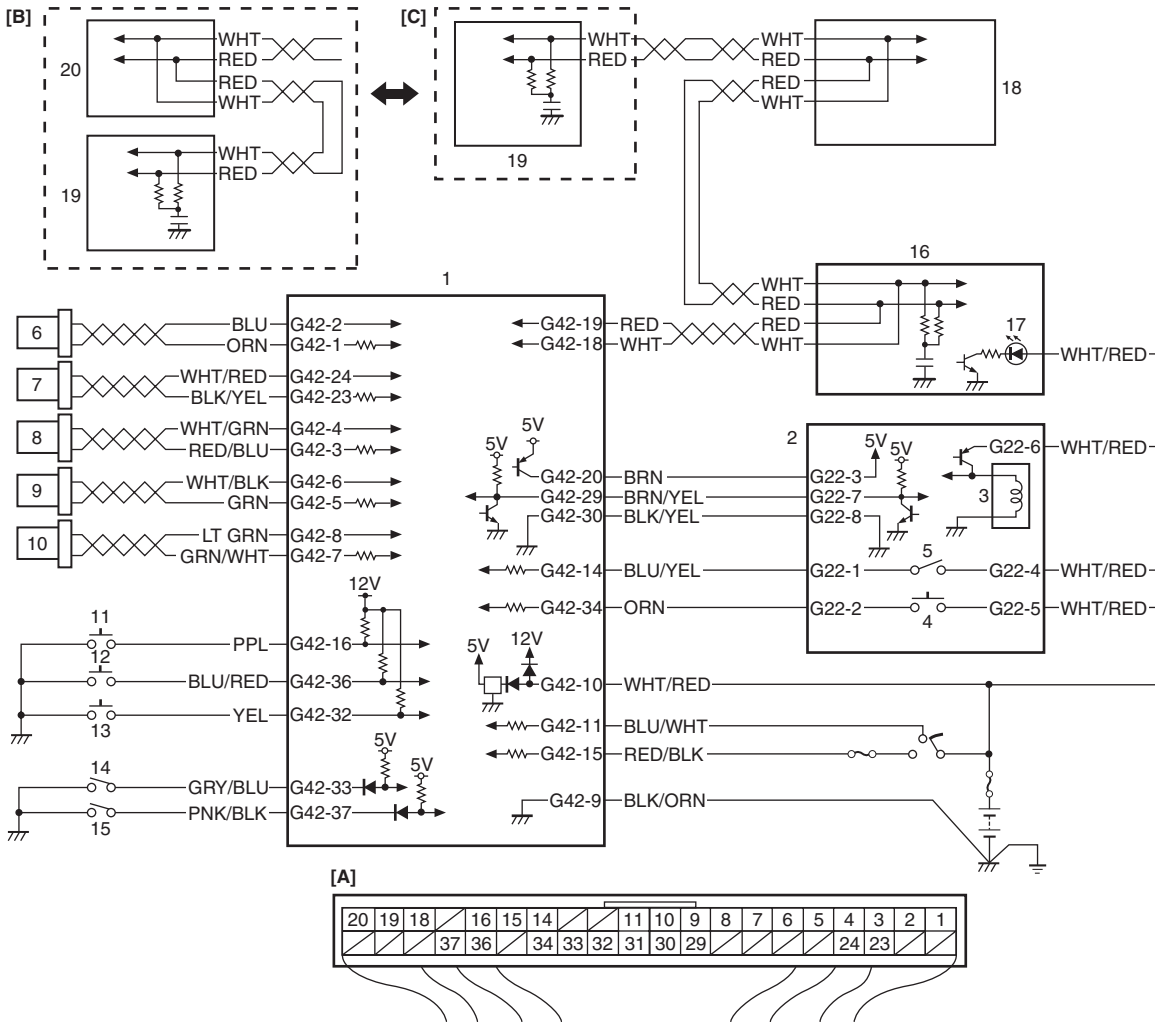 [B]
20
WHT
RED
RED
WHT
19
WHT
RED
[C]
WHT
RED
19
WHT
RED
RED
WHT
18
16
WHT
RED
RED
WHT
17
WHT/RED
1
6
BLU
G42-2
ORN
G42-1
7
WHT/RED
G42-24
BLK/YEL
G42-23
8
WHT/GRN
G42-4
RED/BLU
G42-3
9
WHT/BLK
G42-6
GRN
G42-5
10
LT GRN
G42-8
GRN/WHT
G42-7
12V
11
PPL
G42-16
12
BLU/RED
G42-36
YEL
G42-32
13
5V
5V
14
GRY/BLU
G42-33
PNK/BLK
G42-37
15
G42-19
RED
G42-18
WHT
5V
5V
G42-20
BRN
G42-29
BRN/YEL
G42-30
BLK/YEL
G42-14
BLU/YEL
G42-34
ORN
5V
12V
G42-10
WHT/RED
G42-11
BLU/WHT
G42-15
RED/BLK
G42-9
BLK/ORN
2
5V
5V
G22-3
G22-7
G22-8
G22-6
WHT/RED
3
G22-1
5
G22-4
WHT/RED
G22-2
4
G22-5
WHT/RED
[A]
20 19 18 16 15 14 11 10 9 8 7 6 5 4 3 2 1
37 36 34 33 32 31 30 29 24 23